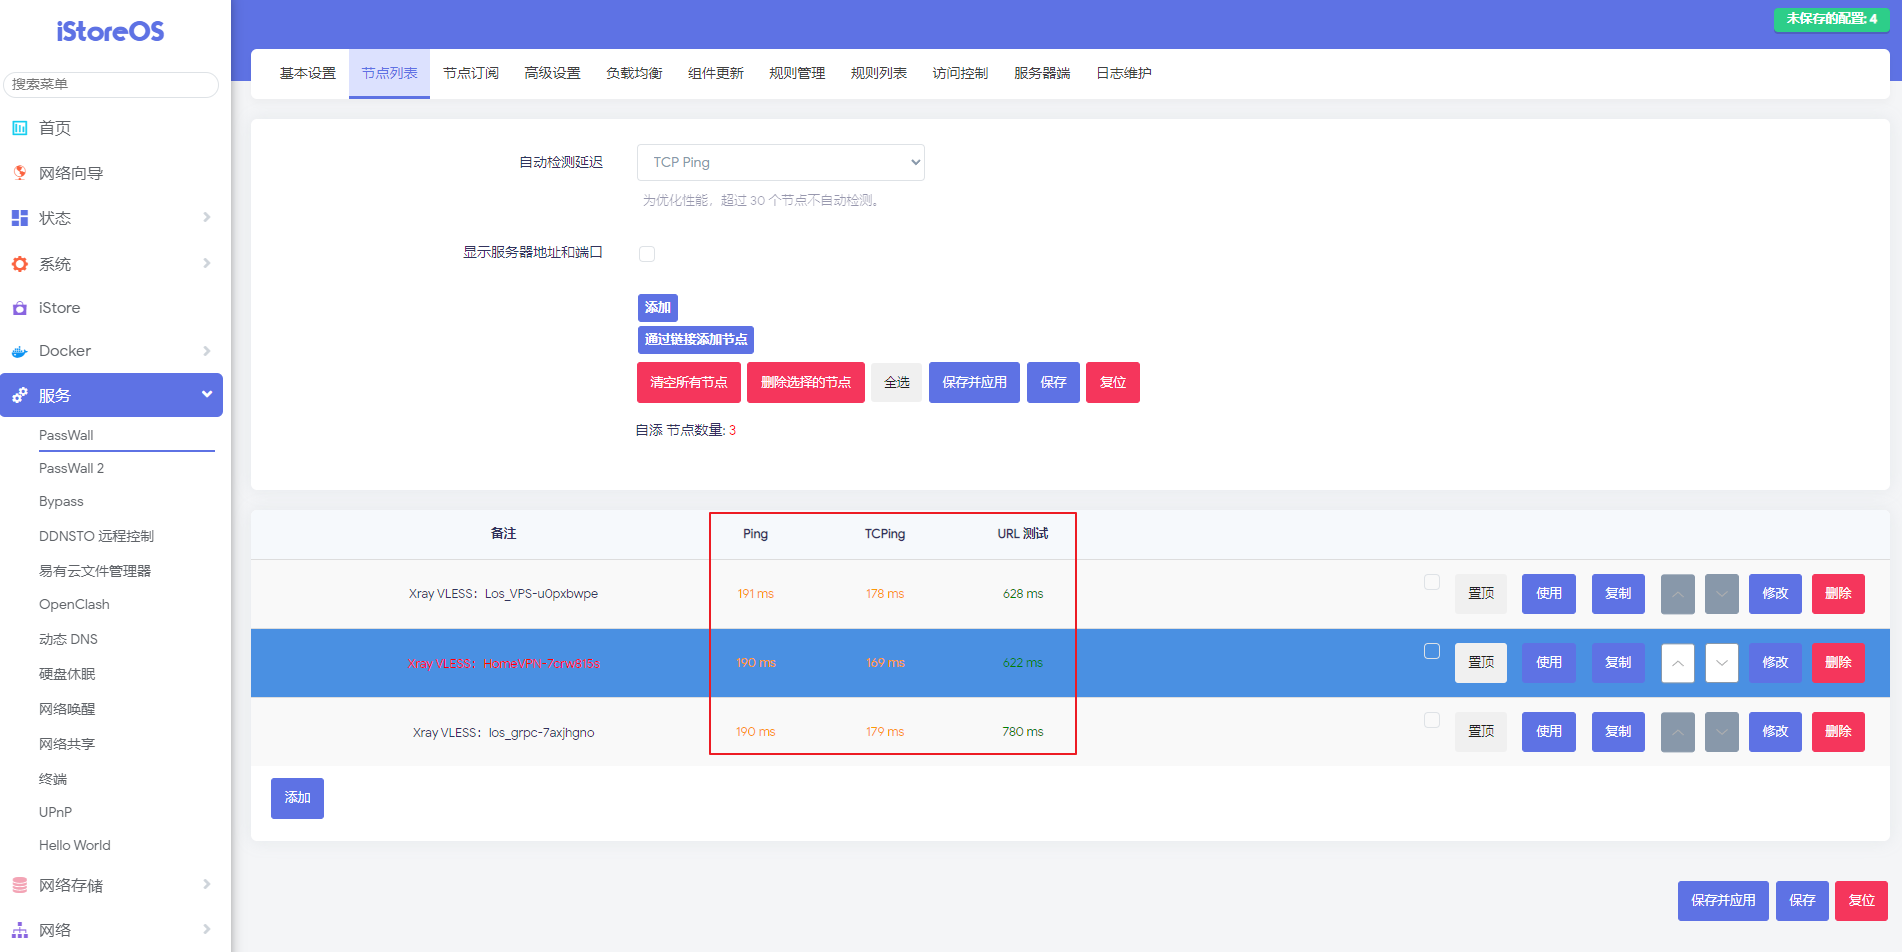 iStoreOS
未保存的配置: 4
搜索菜单
首页
网络向导
状态
系统
iStore
Docker
服务
PassWall
PassWall 2
Bypass
DDNSTO 远程控制
易有云文件管理器
OpenClash
动态 DNS
硬盘休眠
网络唤醒
网络共享
终端
UPnP
Hello World
网络存储
网络
基本设置 节点列表 节点订阅 高级设置 负载均衡 组件更新 规则管理 规则列表 访问控制 服务器端 日志维护
自动检测延迟 TCP Ping
为优化性能，超过 30 个节点不自动检测。
显示服务器地址和端口
添加
通过链接添加节点
清空所有节点 删除选择的节点 全选 保存并应用 保存 复位
自添 节点数量: 3
备注 Ping TCPing URL 测试
Xray VLESS：Los_VPS-u0pxbwpe 191 ms 178 ms 628 ms 置顶 使用 复制 修改 删除
Xray VLESS：HomeVPN- 190 ms 169 ms 622 ms 置顶 使用 复制 修改 删除
Xray VLESS：los_grpc-7axjhgno 190 ms 179 ms 780 ms 置顶 使用 复制 修改 删除
添加
保存并应用 保存 复位